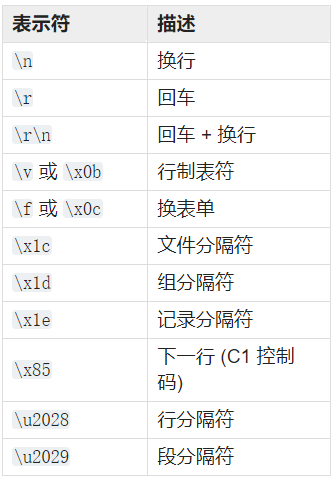 表示符 描述
\n 换行
\r 回车
\r\n 回车 + 换行
\v 或 \x0b 行制表符
\f 或 \x0c 换表单
\x1c 文件分隔符
\x1d 组分隔符
\x1e 记录分隔符
\x85 下一行 (C1 控制
码)
\u2028 行分隔符
\u2029 段分隔符